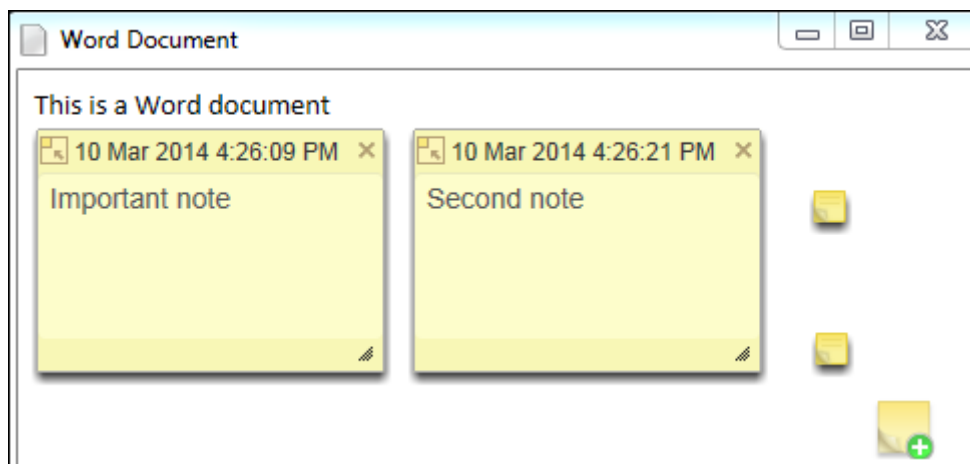 Word Document
This is a Word document
10 Mar 2014 4:26:09 PM
Important note
10 Mar 2014 4:26:21 PM
Second note